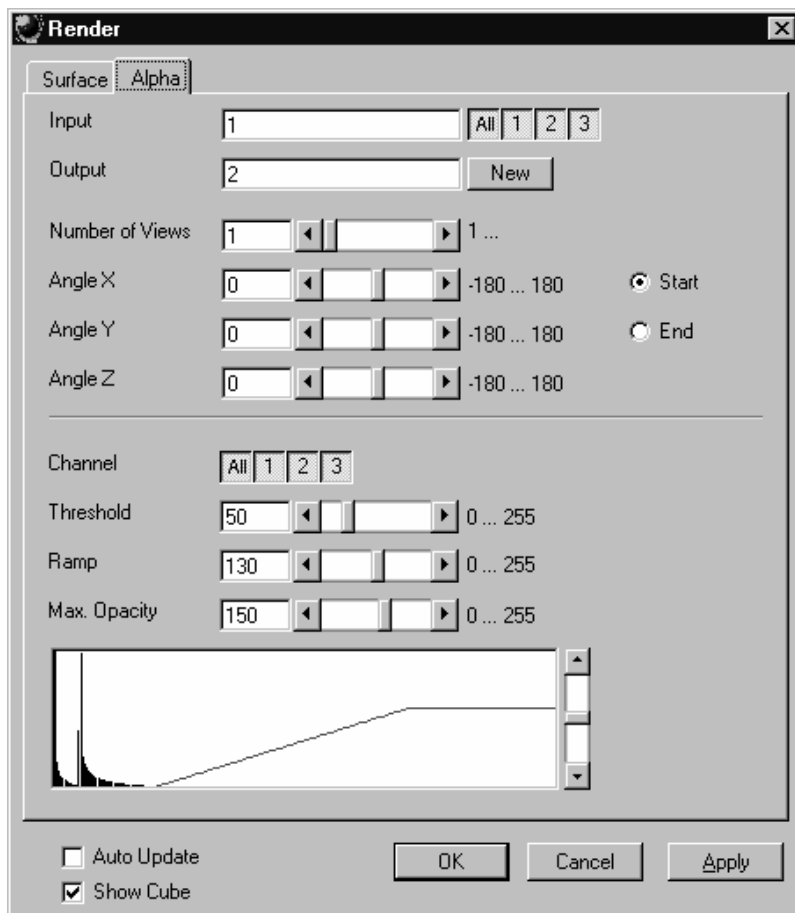 Render
Surface Alpha
Input 1 All 1 2 3
Output 2 New
Number of Views 1 1 ...
Angle X 0 -180 ... 180 Start
Angle Y 0 -180 ... 180 End
Angle Z 0 -180 ... 180
Channel All 1 2 3
Threshold 50 0 ... 255
Ramp 130 0 ... 255
Max. Opacity 150 0 ... 255
Auto Update OK Cancel Apply
Show Cube